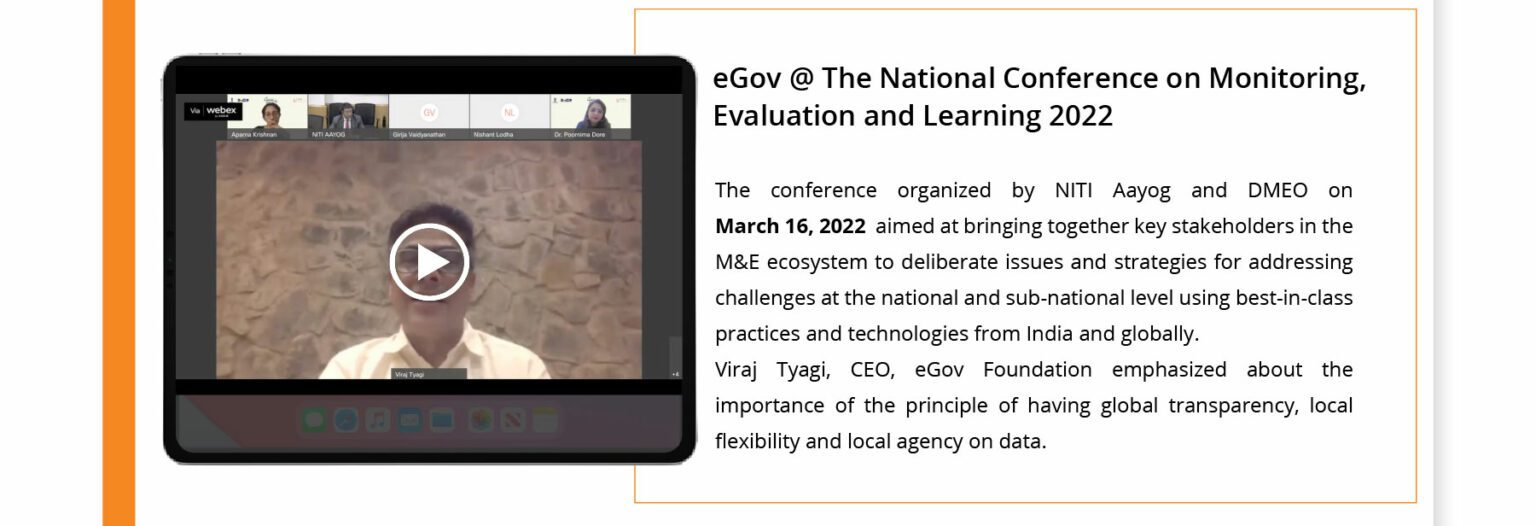 Via webex
Aparna Krishnan
NITI AAYOG
GV
Girija Vaidyanathan
NL
Nishant Lodha
Dr. Poornima Dore
Viraj Tyagi
+4
eGov @ The National Conference on Monitoring,
Evaluation and Learning 2022
The conference organized by NITI Aayog and DMEO on
March 16, 2022 aimed at bringing together key stakeholders in the
M&E ecosystem to deliberate issues and strategies for addressing
challenges at the national and sub-national level using best-in-class
practices and technologies from India and globally.
Viraj Tyagi, CEO, eGov Foundation emphasized about the
importance of the principle of having global transparency, local
flexibility and local agency on data.